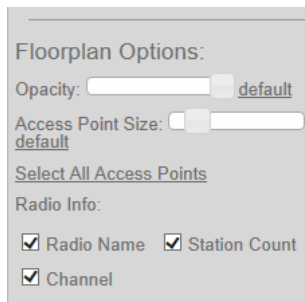 Floorplan Options:
Opacity: default
Access Point Size:
default
Select All Access Points
Radio Info:
Radio Name Station Count
Channel